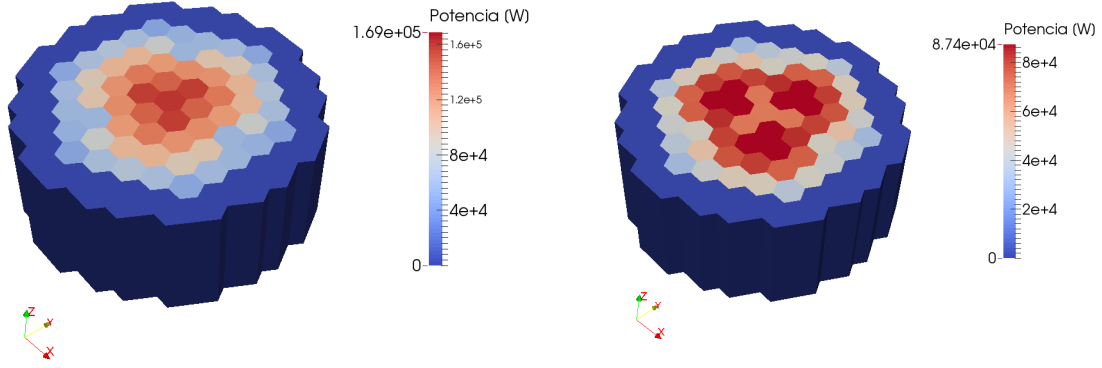 Potencia (W)
1.69e+05
1.6e+5
1.2e+5
8e+4
4e+4
0
Z
Y
X
Potencia (W)
8.74e+04
8e+4
6e+4
4e+4
2e+4
0
Z
Y
X